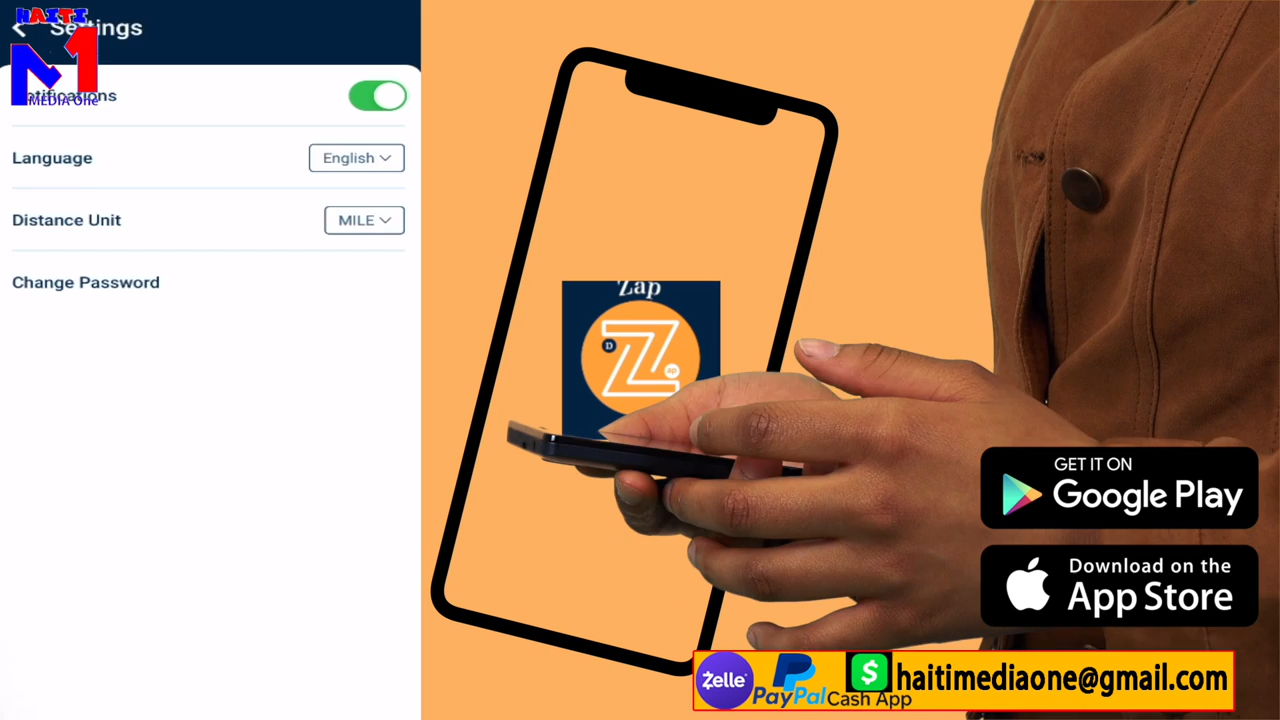 HAITI
Settings
MEDIA One
Notifications
Language
English
Distance Unit
MILE
Change Password
Zap
D
Z
ap
GET IT ON
Google Play
Download on the
App Store
Zelle
PayPal
$
Cash App
haitimediaone@gmail.com